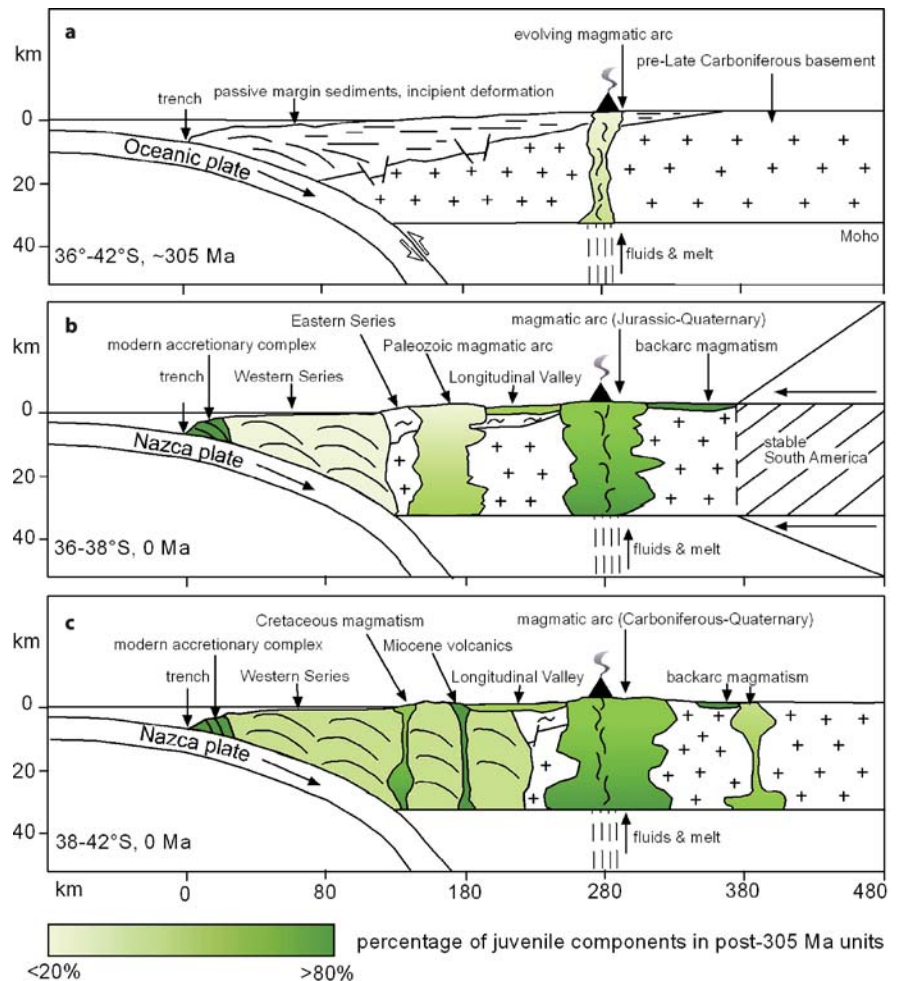 a
km
evolving magmatic arc
pre-Late Carboniferous basement
passive margin sediments, incipient deformation
trench
0
Oceanic plate
20
40
Moho
fluids & melt
36°-42°S, ~305 Ma
b
km
Eastern Series
magmatic arc (Jurassic-Quaternary)
modern accretionary complex
Paleozoic magmatic arc
backarc magmatism
trench
Western Series
Longitudinal Valley
0
Nazca plate
stable
South America
20
40
fluids & melt
36-38°S, 0 Ma
c
km
Cretaceous magmatism
magmatic arc (Carboniferous-Quaternary)
modern accretionary complex
Miocene volcanics
trench
Western Series
Longitudinal Valley
backarc magmatism
0
Nazca plate
20
40
fluids & melt
38-42°S, 0 Ma
km 0 80 180 280 380 480
percentage of juvenile components in post-305 Ma units
<20% >80%